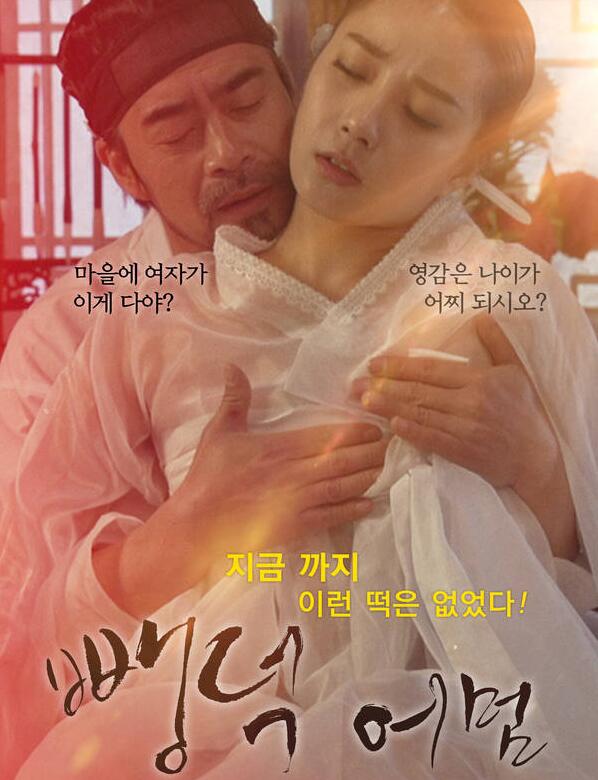 마을에 여자가
이게 다야?
영감은 나이가
어찌 되시오?
지금 까지
이런 떡은 없었다!
뺑덕 어멈